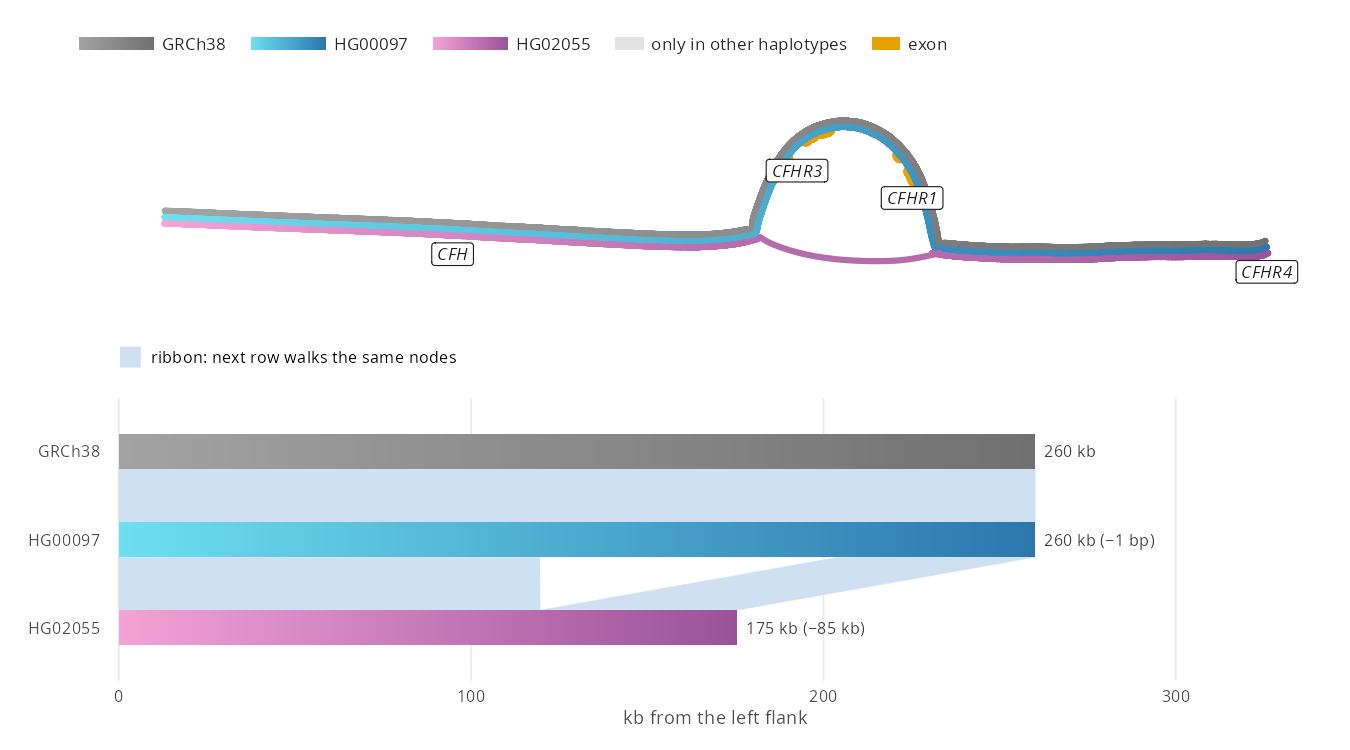 GRCh38 HG00097 HG02055 only in other haplotypes exon
CFHR3
CFHR1
CFH
CFHR4
ribbon: next row walks the same nodes
GRCh38 260 kb
HG00097 260 kb (−1 bp)
HG02055 175 kb (−85 kb)
0 100 200 300
kb from the left flank